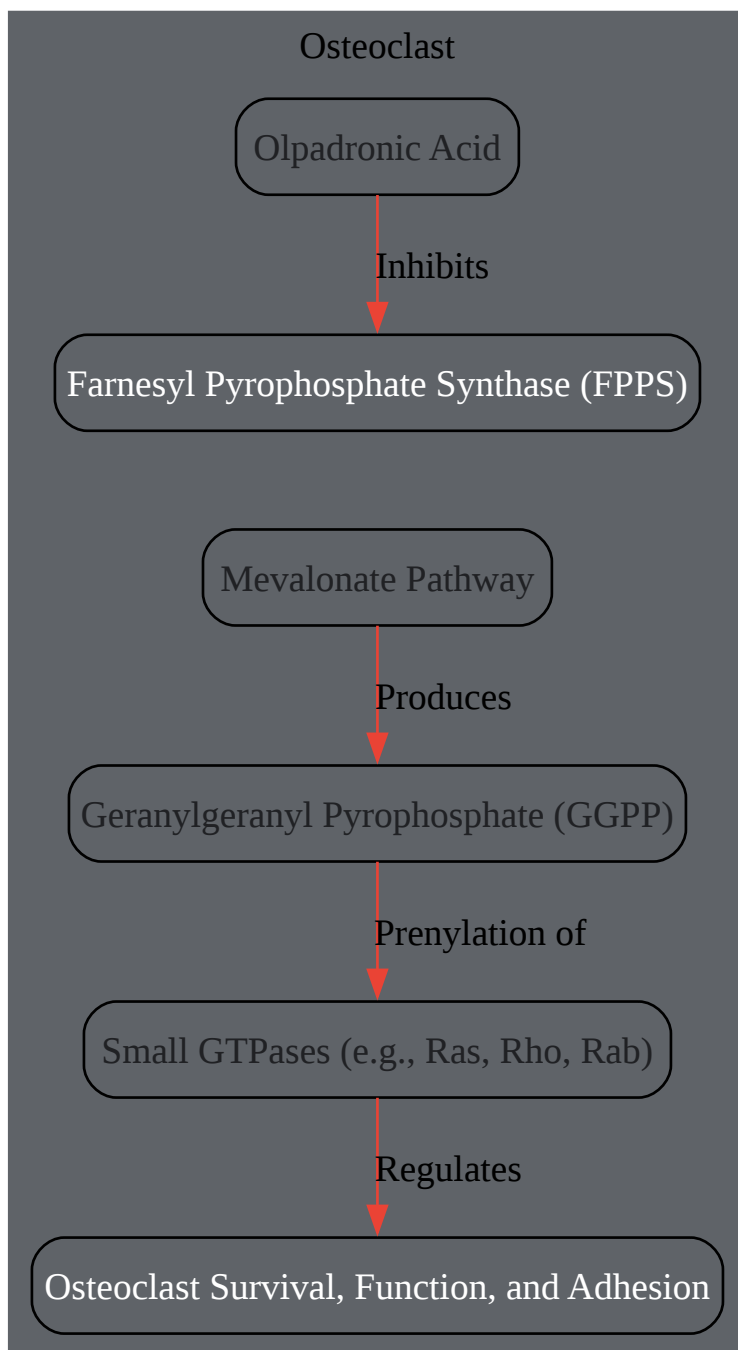 Osteoclast
Olpadronic Acid
Inhibits
Farnesyl Pyrophosphate Synthase (FPPS)
Mevalonate Pathway
Produces
Geranylgeranyl Pyrophosphate (GGPP)
Prenylation of
Small GTPases (e.g., Ras, Rho, Rab)
Regulates
Osteoclast Survival, Function, and Adhesion